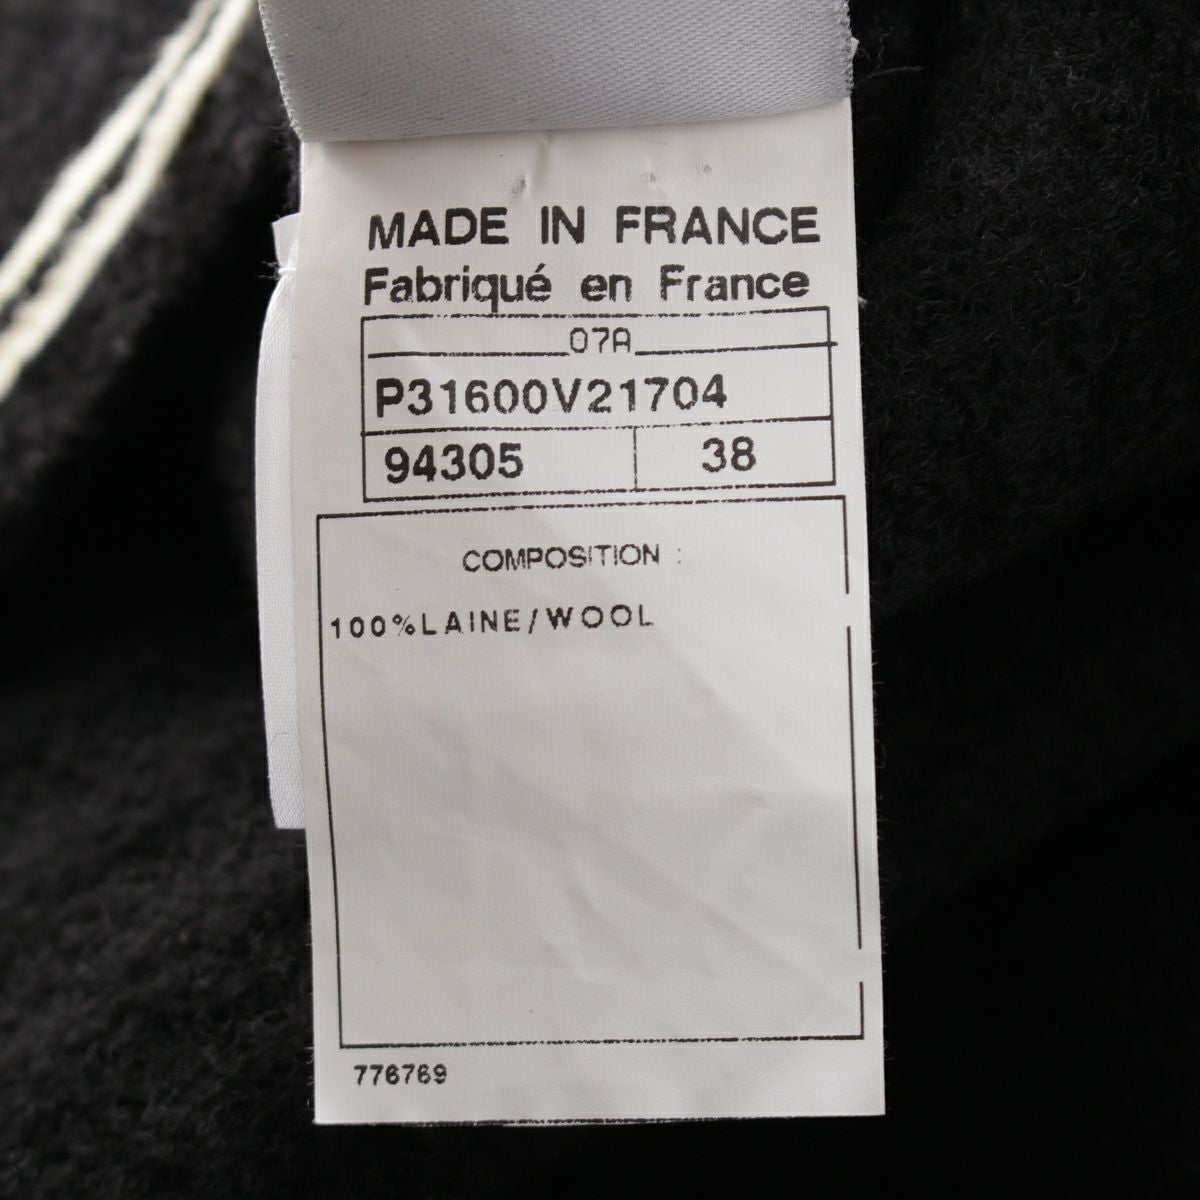 MADE IN FRANCE
Fabriqué en France
07A
P31600V21704
94305 38
COMPOSITION :
100%LAINE/WOOL
776769